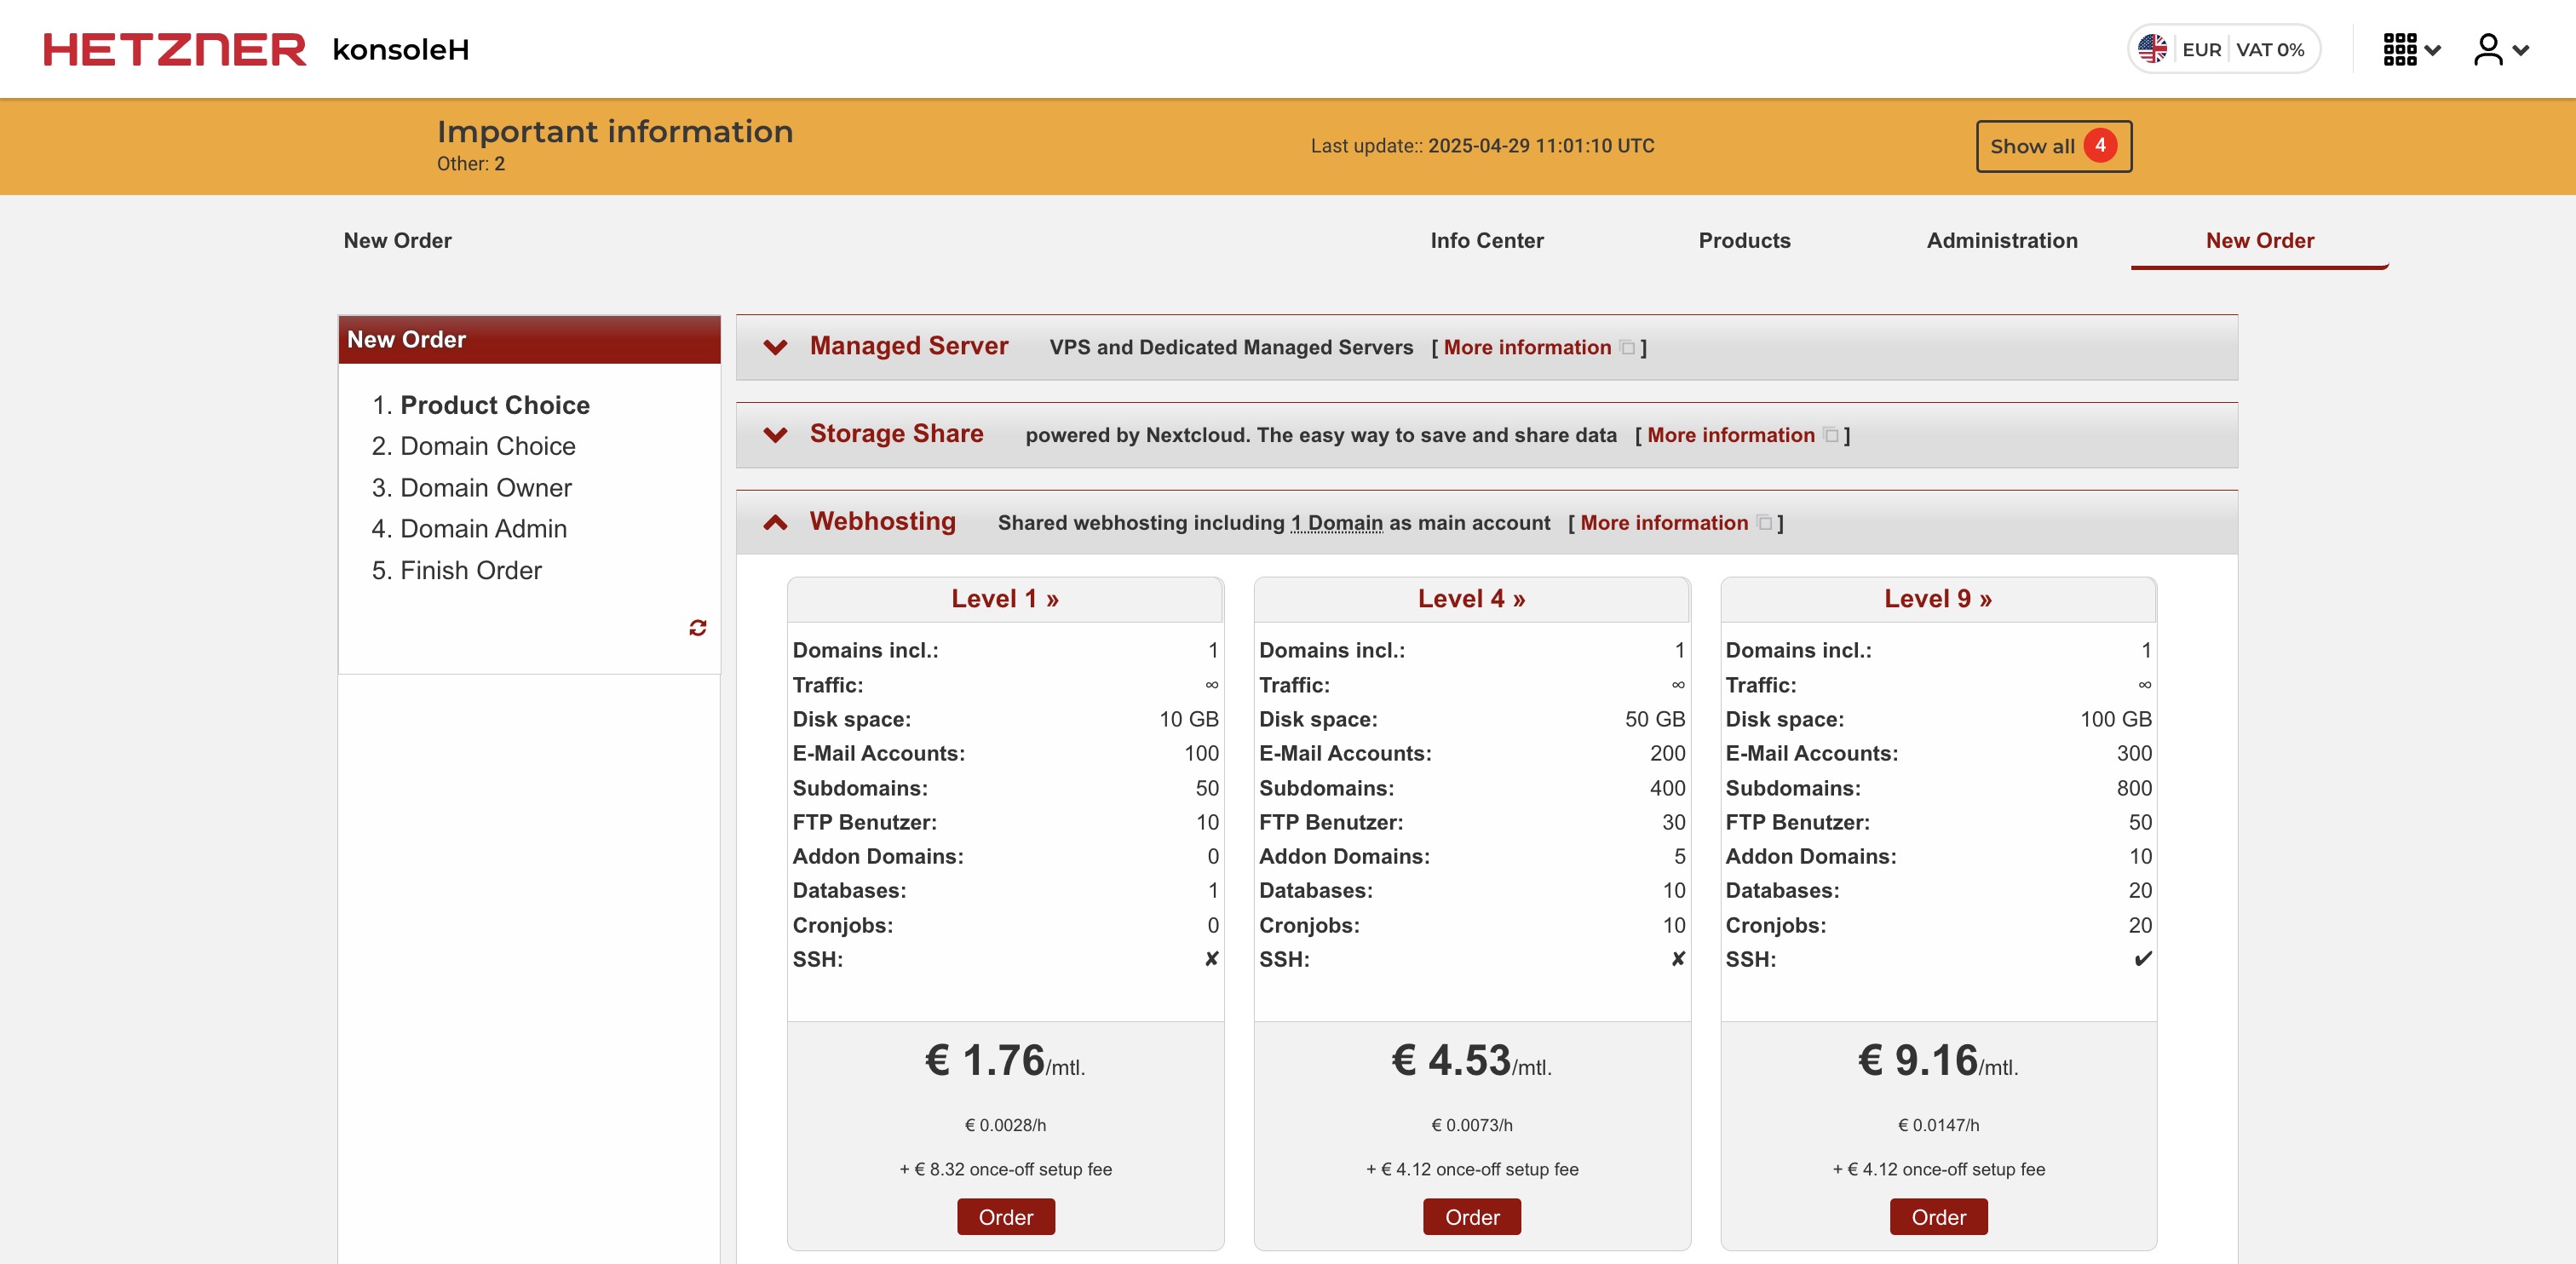 HETZNER konsoleH
EUR VAT 0%
Important information
Other: 2
Last update:: 2025-04-29 11:01:10 UTC
Show all 4
New Order
Info Center Products Administration New Order
New Order
1. Product Choice
2. Domain Choice
3. Domain Owner
4. Domain Admin
5. Finish Order
Managed Server VPS and Dedicated Managed Servers [ More information ]
Storage Share powered by Nextcloud. The easy way to save and share data [ More information ]
Webhosting Shared webhosting including 1 Domain as main account [ More information ]
Level 1 »
Domains incl.: 1
Traffic: ∞
Disk space: 10 GB
E-Mail Accounts: 100
Subdomains: 50
FTP Benutzer: 10
Addon Domains: 0
Databases: 1
Cronjobs: 0
SSH: ✘
€ 1.76/mtl.
€ 0.0028/h
+ € 8.32 once-off setup fee
Order
Level 4 »
Domains incl.: 1
Traffic: ∞
Disk space: 50 GB
E-Mail Accounts: 200
Subdomains: 400
FTP Benutzer: 30
Addon Domains: 5
Databases: 10
Cronjobs: 10
SSH: ✘
€ 4.53/mtl.
€ 0.0073/h
+ € 4.12 once-off setup fee
Order
Level 9 »
Domains incl.: 1
Traffic: ∞
Disk space: 100 GB
E-Mail Accounts: 300
Subdomains: 800
FTP Benutzer: 50
Addon Domains: 10
Databases: 20
Cronjobs: 20
SSH: ✔
€ 9.16/mtl.
€ 0.0147/h
+ € 4.12 once-off setup fee
Order